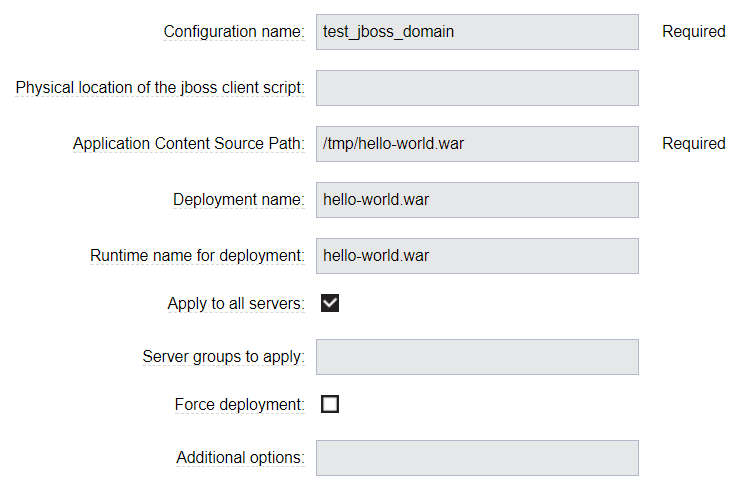 Configuration name: test_jboss_domain Required
Physical location of the jboss client script:
Application Content Source Path: /tmp/hello-world.war Required
Deployment name: hello-world.war
Runtime name for deployment: hello-world.war
Apply to all servers:
Server groups to apply:
Force deployment:
Additional options: